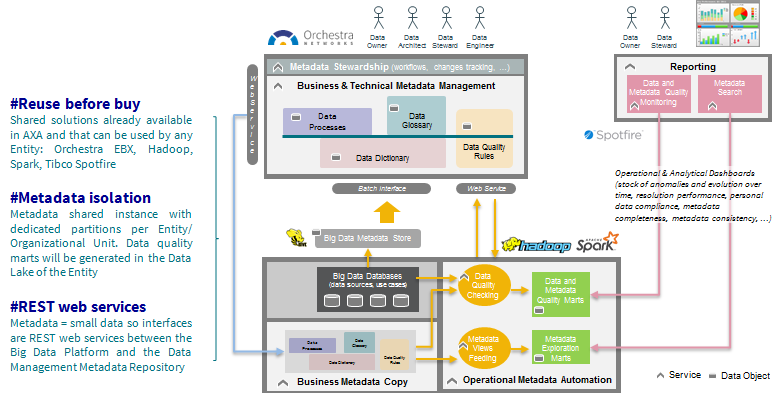 Orchestra
NETWORKS
Data Owner
Data Architect
Data Steward
Data Engineer
Data Owner
Data Steward
Metadata Stewardship (workflows, changes tracking, ...)
Business & Technical Metadata Management
Data Processes
Data Glossary
Data Dictionary
Data Quality Rules
Web Service
Batch Interface
Web Service
Reporting
Data and Metadata Quality Monitoring
Metadata Search
Spotfire
Operational & Analytical Dashboards
(stock of anomalies and evolution over
time, resolution performance, personal
data compliance, metadata
completeness, metadata consistency, ...)
#Reuse before buy
Shared solutions already available
in AXA and that can be used by any
Entity: Orchestra EBX, Hadoop,
Spark, Tibco Spotfire
#Metadata isolation
Metadata shared instance with
dedicated partitions per Entity/
Organizational Unit. Data quality
marts will be generated in the Data
Lake of the Entity
#REST web services
Metadata = small data so interfaces
are REST web services between the
Big Data Platform and the Data
Management Metadata Repository
Big Data Metadata Store
hadoop
APACHE
Spark
Big Data Databases
(data sources, use cases)
Data Quality Checking
Data and Metadata Quality Marts
Data Processes
Data Glossary
Data Dictionary
Data Quality Rules
Metadata Views Feeding
Metadata Exploration Marts
Business Metadata Copy
Operational Metadata Automation
Service
Data Object